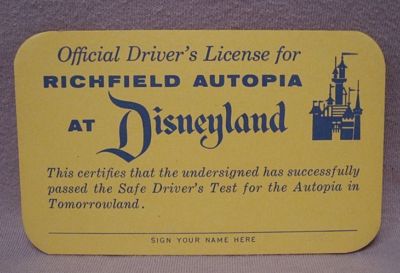 Official Driver's License for
RICHFIELD AUTOPIA
AT Disneyland
This certifies that the undersigned has successfully
passed the Safe Driver's Test for the Autopia in
Tomorrowland.
SIGN YOUR NAME HERE